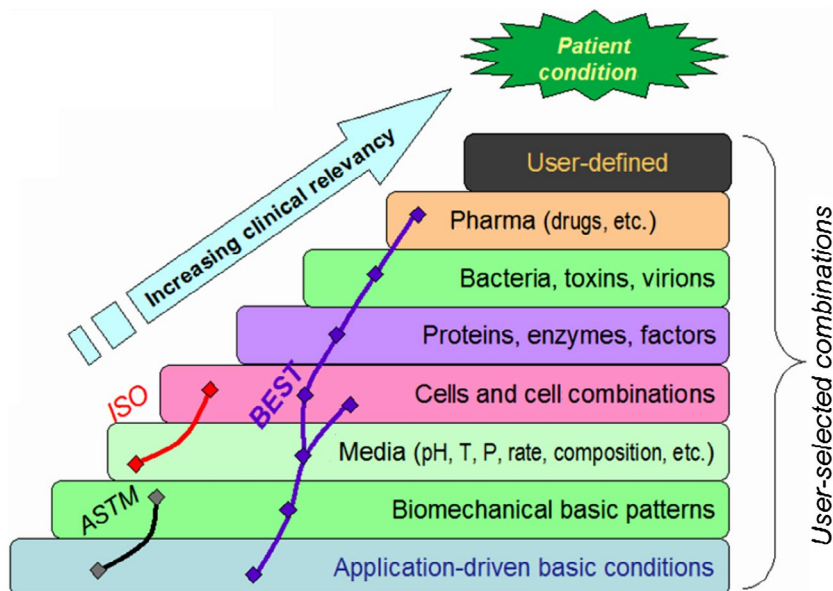 Patient
condition
Increasing clinical relevancy
User-defined
Pharma (drugs, etc.)
Bacteria, toxins, virions
Proteins, enzymes, factors
BEST
ISO
Cells and cell combinations
Media (pH, T, P, rate, composition, etc.)
ASTM
Biomechanical basic patterns
Application-driven basic conditions
User-selected combinations